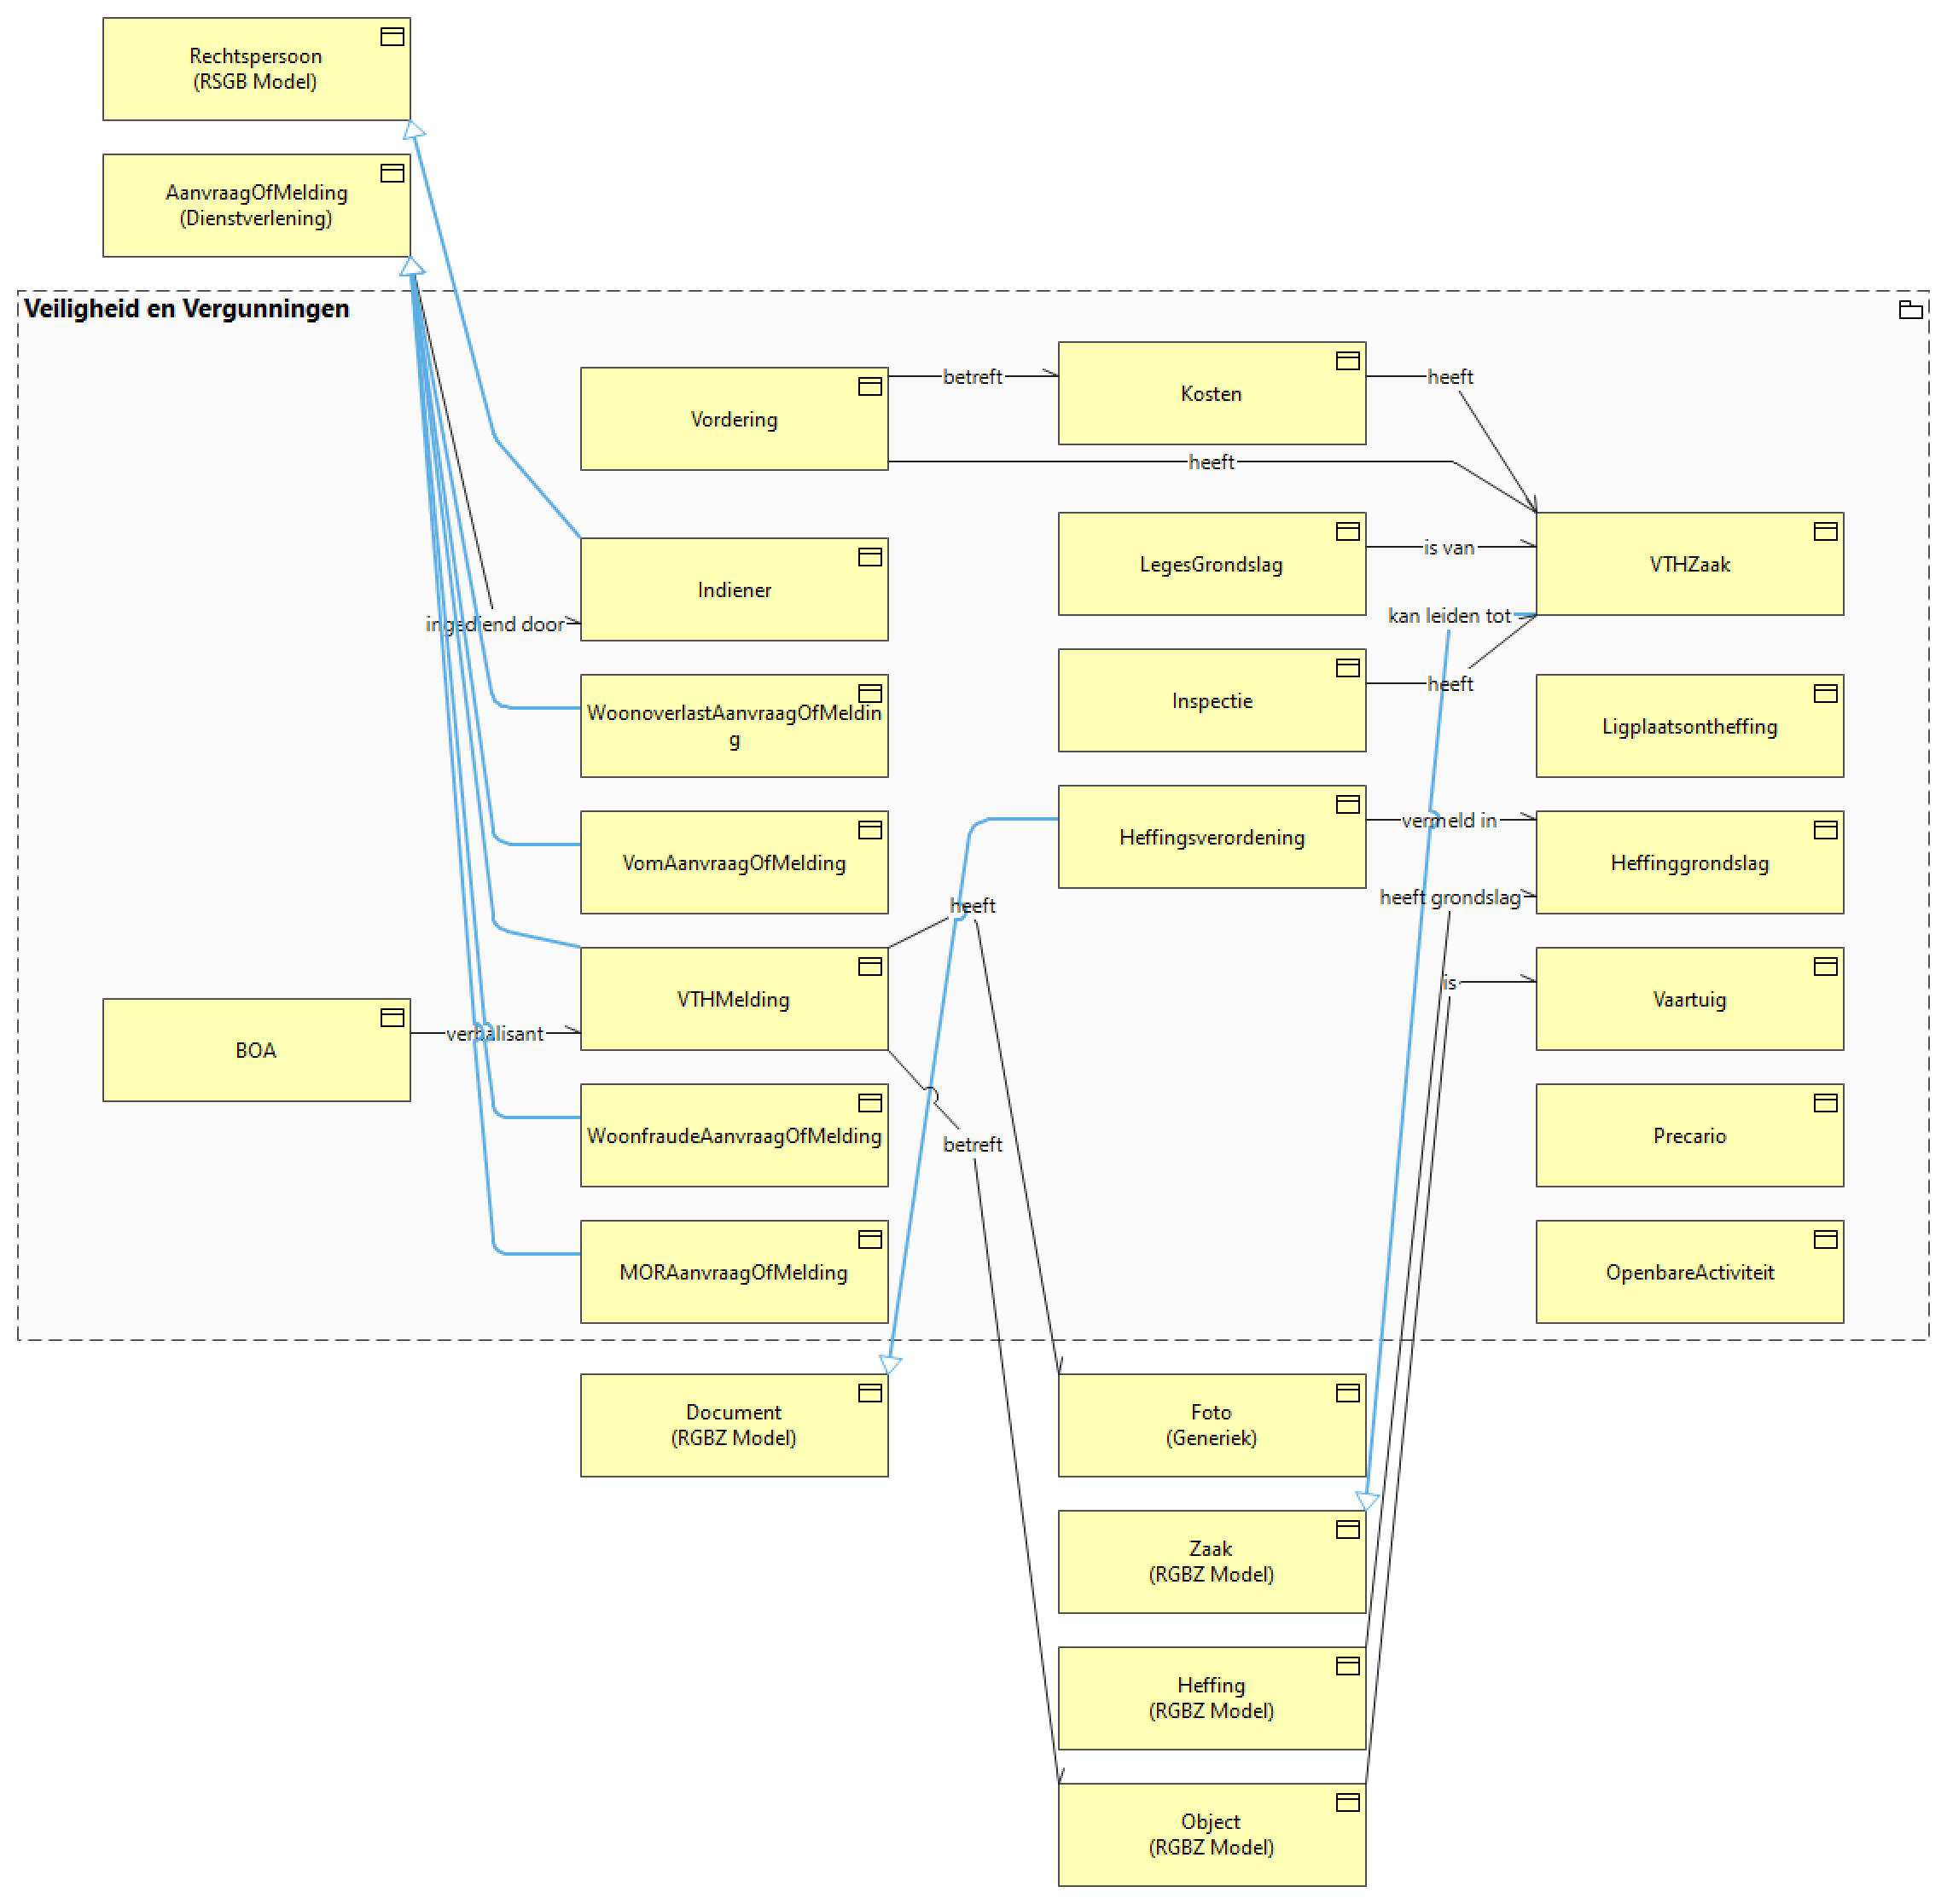 Rechtspersoon
(RSGB Model)
AanvraagOfMelding
(Dienstverlening)
Veiligheid en Vergunningen
Vordering
betreft
Kosten
heeft
heeft
Indiener
ingediend door
LegesGrondslag
is van
VTHZaak
kan leiden tot
Inspectie
heeft
WoonoverlastAanvraagOfMeldin
g
Ligplaatsontheffing
VomAanvraagOfMelding
Heffingsverordening
vermeld in
Heffinggrondslag
heeft grondslag
heeft
VTHMelding
is
Vaartuig
BOA
verbalisant
WoonfraudeAanvraagOfMelding
betreft
Precario
MORAanvraagOfMelding
OpenbareActiviteit
Document
(RGBZ Model)
Foto
(Generiek)
Zaak
(RGBZ Model)
Heffing
(RGBZ Model)
Object
(RGBZ Model)